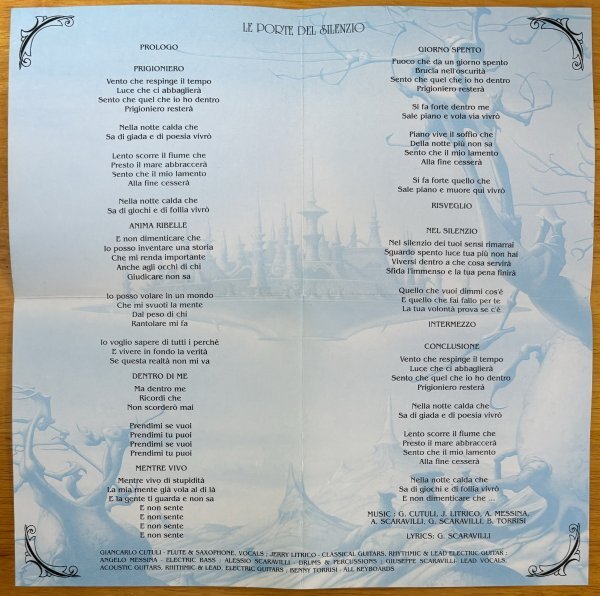 LE PORTE DEL SILENZIO
PROLOGO
PRIGIONIERO
Vento che respinge il tempo
Luce che ci abbaglierà
Sento che quel che io ho dentro
Prigioniero resterà
Nella notte calda che
Sa di giada e di poesia vivrò
Lento scorre il fiume che
Presto il mare abbraccerà
Sento che il mio lamento
Alla fine cesserà
Nella notte calda che
Sa di giochi e di follia vivrò
ANIMA RIBELLE
E non dimenticare che
Io posso inventare una storia
Che mi renda importante
Anche agli occhi di chi
Giudicare non sa
Io posso volare in un mondo
Che mi svuoti la mente
Dal peso di chi
Rantolare mi fa
Io voglio sapere di tutti i perchè
E vivere in fondo la verità
Se questa realtà non mi va
DENTRO DI ME
Ma dentro me
Ricordi che
Non scorderò mai
Prendimi se vuoi
Prendimi tu puoi
Prendimi se vuoi
Prendimi tu puoi
MENTRE VIVO
Mentre vivo di stupidità
La mia mente già vola al di là
E la gente ti guarda e non sa
E non sente
E non sente
E non sente
E non sente
GIORNO SPENTO
Fuoco che dà un giorno spento
Brucia nell'oscurità
Sento che quel che io ho dentro
Prigioniero resterà
Si fa forte dentro me
Sale piano e vola via vivrò
Piano vive il soffio che
Della notte più non sa
Sento che il mio lamento
Alla fine cesserà
Si fa forte quello che
Sale piano e muore qui vivrò
RISVEGLIO
NEL SILENZIO
Nel silenzio dei tuoi sensi rimarrai
Sguardo spento luce tua più non hai
Viversi dentro a che cosa servirà
Sfida l'immenso e la tua pena finirà
Quello che vuoi dimmi cos'è
E quello che fai fallo per te
La tua volontà prova se c'è
INTERMEZZO
CONCLUSIONE
Vento che respinge il tempo
Luce che ci abbaglierà
Sento che quel che io ho dentro
Prigioniero resterà
Nella notte calda che
Sa di giada e di poesia vivrò
Lento scorre il fiume che
Presto il mare abbraccerà
Sento che il mio lamento
Alla fine cesserà
Nella notte calda che
Sa di giochi e di follia vivrò
E non dimenticare che ...
MUSIC : G. CUTULI, J. LITRICO, A. MESSINA,
A. SCARAVILLI, G. SCARAVILLI, B. TORRISI
LYRICS: G. SCARAVILLI
GIANCARLO CUTULI - FLUTE & SAXOPHONE, VOCALS ; JERRY LITRICO - CLASSICAL GUITARS, RHYTHMIC & LEAD ELECTRIC GUITAR ;
ANGELO MESSINA - ELECTRIC BASS ; ALESSIO SCARAVILLI - DRUMS & PERCUSSIONS ; GIUSEPPE SCARAVILLI- LEAD VOCALS,
ACOUSTIC GUITARS, RHITHMIC & LEAD, ELECTRIC GUITARS ; BENNY TORRISI - ALL KEYBOARDS